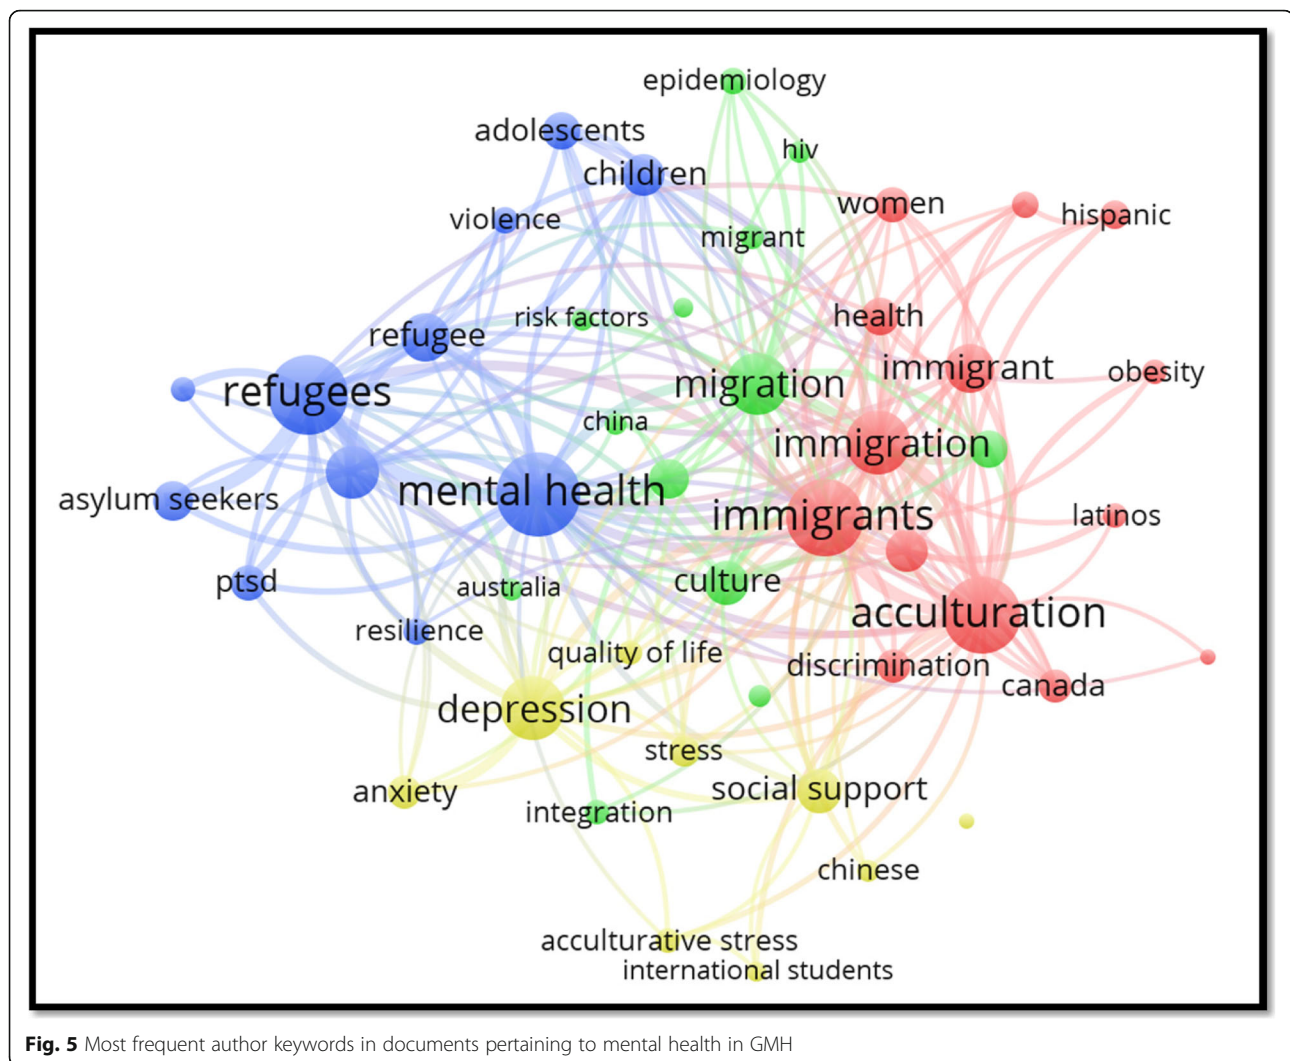 epidemiology
adolescents
hiv
children
women
hispanic
violence
migrant
risk factors
health
refugee
immigrant
obesity
refugees
migration
china
immigration
mental health
asylum seekers
immigrants
latinos
ptsd
australia
culture
acculturation
resilience
quality of life
discrimination
canada
depression
stress
anxiety
social support
integration
chinese
acculturative stress
international students
Fig. 5 Most frequent author keywords in documents pertaining to mental health in GMH